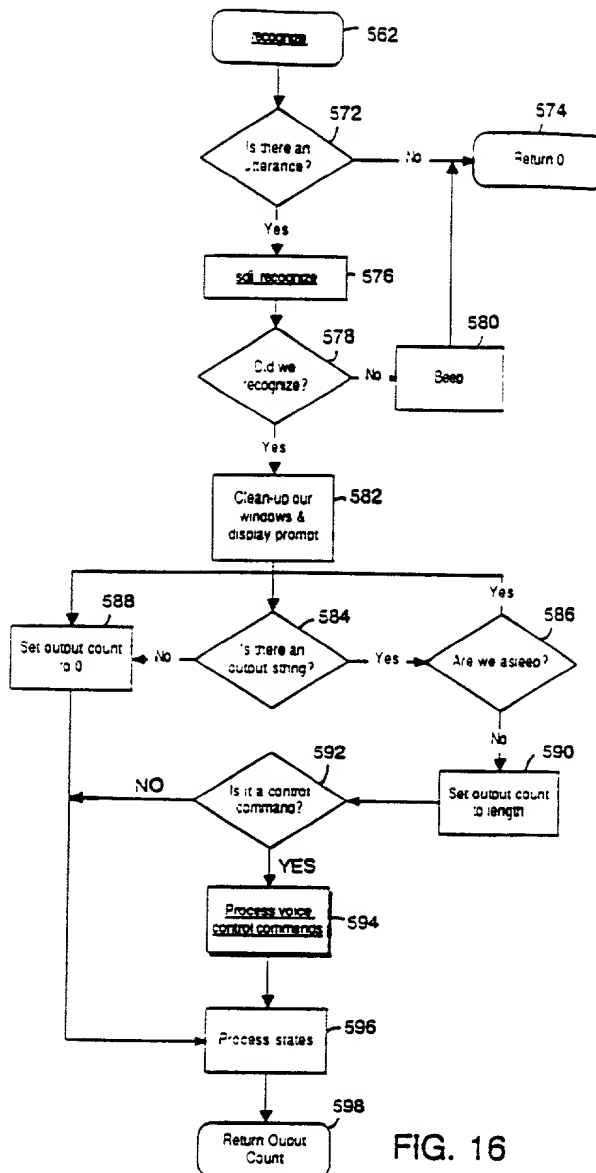 recognize
562
572
Is there an
utterance?
No
574
Return 0
Yes
sdi_recognize
576
578
Did we
recognize?
No
580
Beep
Yes
Clean-up our
windows &
display prompt
582
588
Set output count
to 0
No
584
Is there an
output string?
Yes
Yes
586
Are we asleep?
No
590
Set output count
to length
592
Is it a control
command?
NO
YES
Process voice
control commands
594
Process states
596
598
Return Ouput
Count
FIG. 16